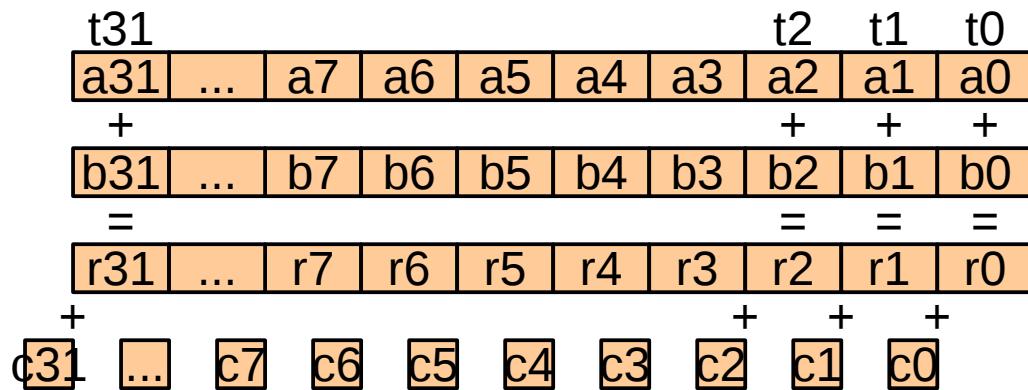 t31 t2 t1 t0
a31 ... a7 a6 a5 a4 a3 a2 a1 a0
+ + + +
b31 ... b7 b6 b5 b4 b3 b2 b1 b0
= = = =
r31 ... r7 r6 r5 r4 r3 r2 r1 r0
+ + + +
c31 ... c7 c6 c5 c4 c3 c2 c1 c0